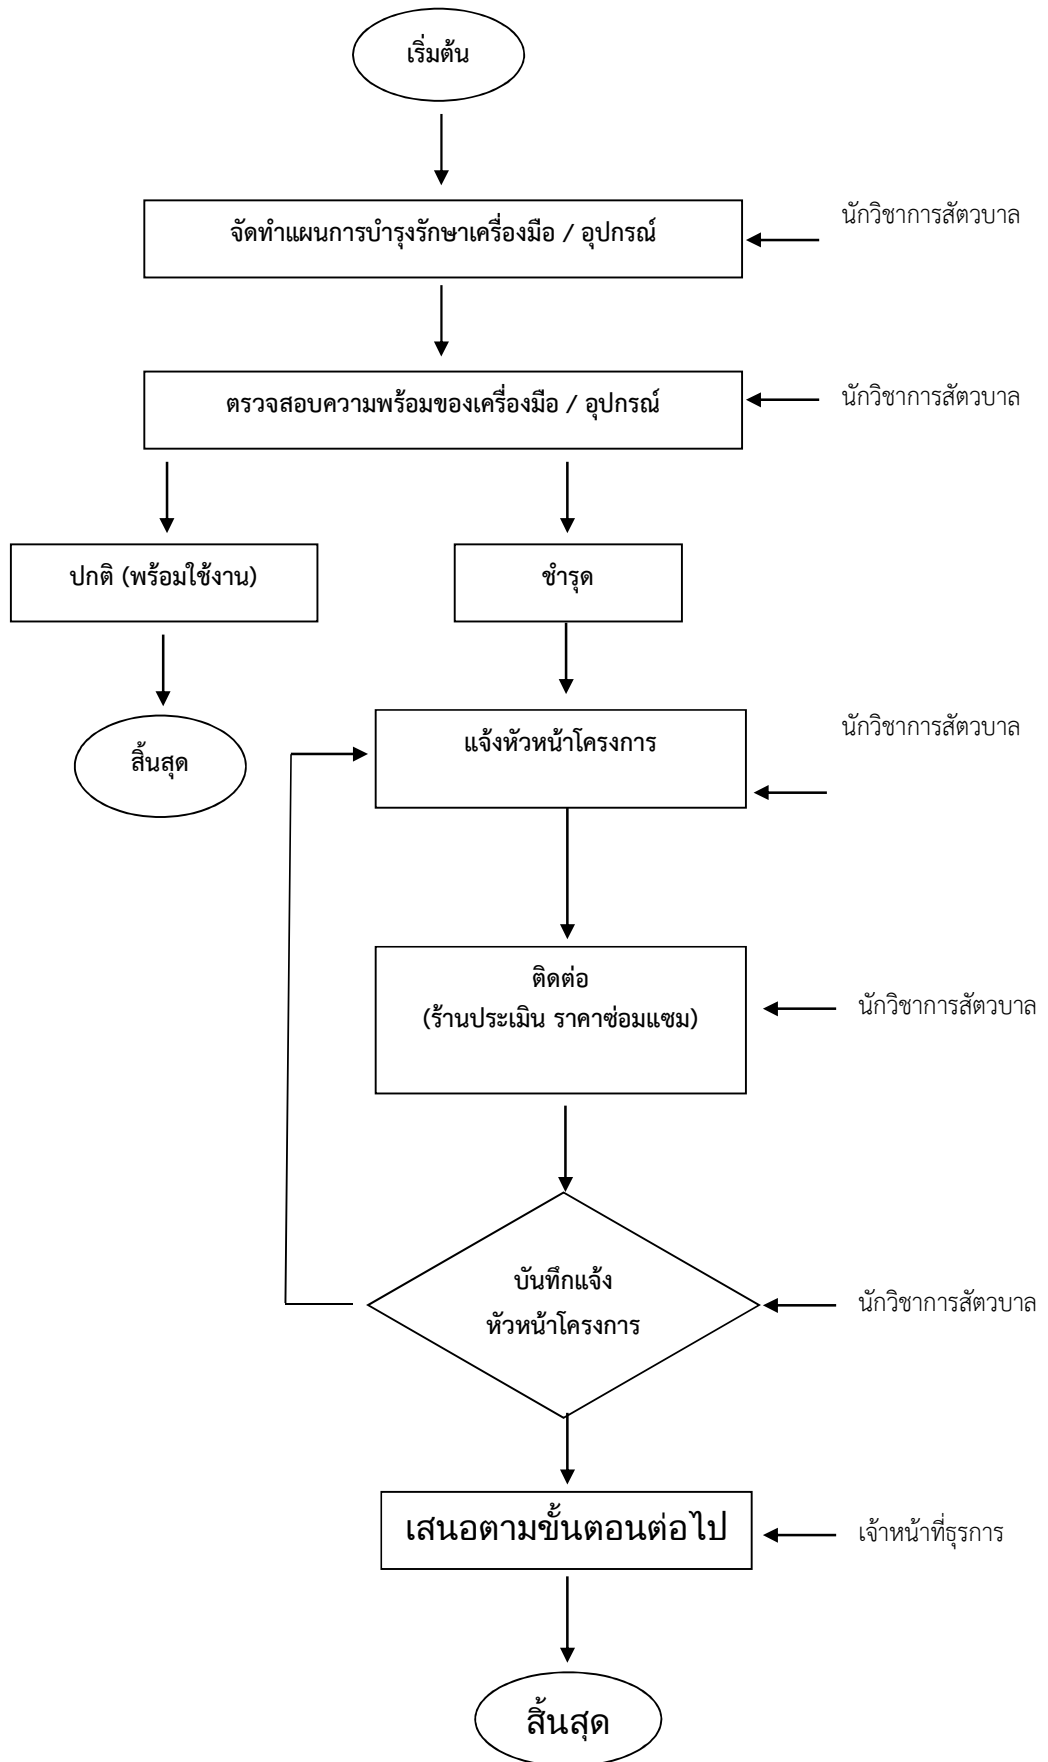 เริ่มต้น
จัดทำแผนการบำรุงรักษาเครื่องมือ / อุปกรณ์
นักวิชาการสัตวบาล
ตรวจสอบความพร้อมของเครื่องมือ / อุปกรณ์
นักวิชาการสัตวบาล
ปกติ (พร้อมใช้งาน)
ชำรุด
สิ้นสุด
แจ้งหัวหน้าโครงการ
นักวิชาการสัตวบาล
ติดต่อ
(ร้านประเมิน ราคาซ่อมแซม)
นักวิชาการสัตวบาล
บันทึกแจ้ง
หัวหน้าโครงการ
นักวิชาการสัตวบาล
เสนอตามขั้นตอนต่อไป
เจ้าหน้าที่ธุรการ
สิ้นสุด